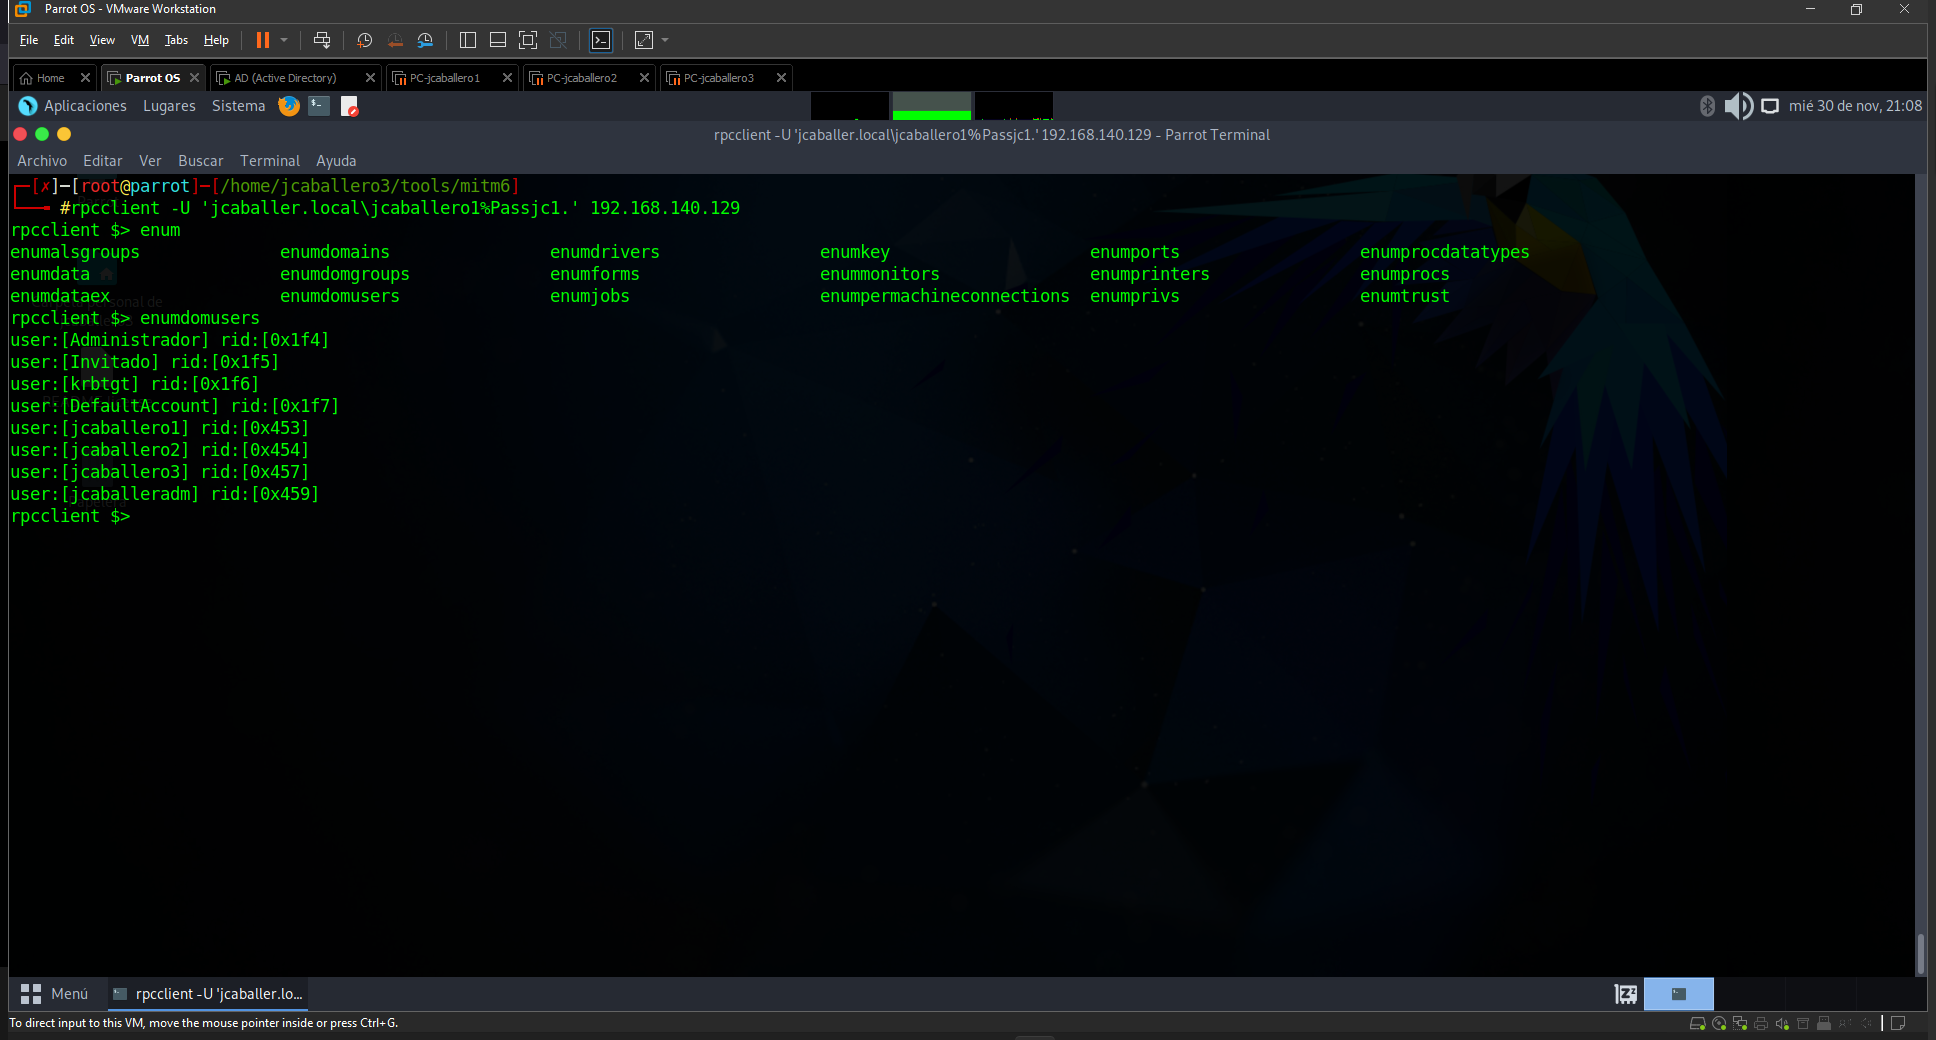 Parrot OS - VMware Workstation
File Edit View VM Tabs Help
Home Parrot OS AD (Active Directory) PC-jcaballero1 PC-jcaballero2 PC-jcaballero3
Aplicaciones Lugares Sistema mié 30 de nov, 21:08
rpcclient -U 'jcaballer.local\jcaballero1%Passjc1.' 192.168.140.129 - Parrot Terminal
Archivo Editar Ver Buscar Terminal Ayuda
[✗]─[root@parrot]─[/home/jcaballero3/tools/mitm6]
#rpcclient -U 'jcaballer.local\jcaballero1%Passjc1.' 192.168.140.129
rpcclient $> enum
enumalsgroups enumdomains enumdrivers enumkey enumports enumprocdatatypes
enumdata enumdomgroups enumforms enummonitors enumprinters enumprocs
enumdataex enumdomusers enumjobs enumpermachineconnections enumprivs enumtrust
rpcclient $> enumdomusers
user:[Administrador] rid:[0x1f4]
user:[Invitado] rid:[0x1f5]
user:[krbtgt] rid:[0x1f6]
user:[DefaultAccount] rid:[0x1f7]
user:[jcaballero1] rid:[0x453]
user:[jcaballero2] rid:[0x454]
user:[jcaballero3] rid:[0x457]
user:[jcaballeradm] rid:[0x459]
rpcclient $>
Menú rpcclient -U 'jcaballer.lo...
To direct input to this VM, move the mouse pointer inside or press Ctrl+G.